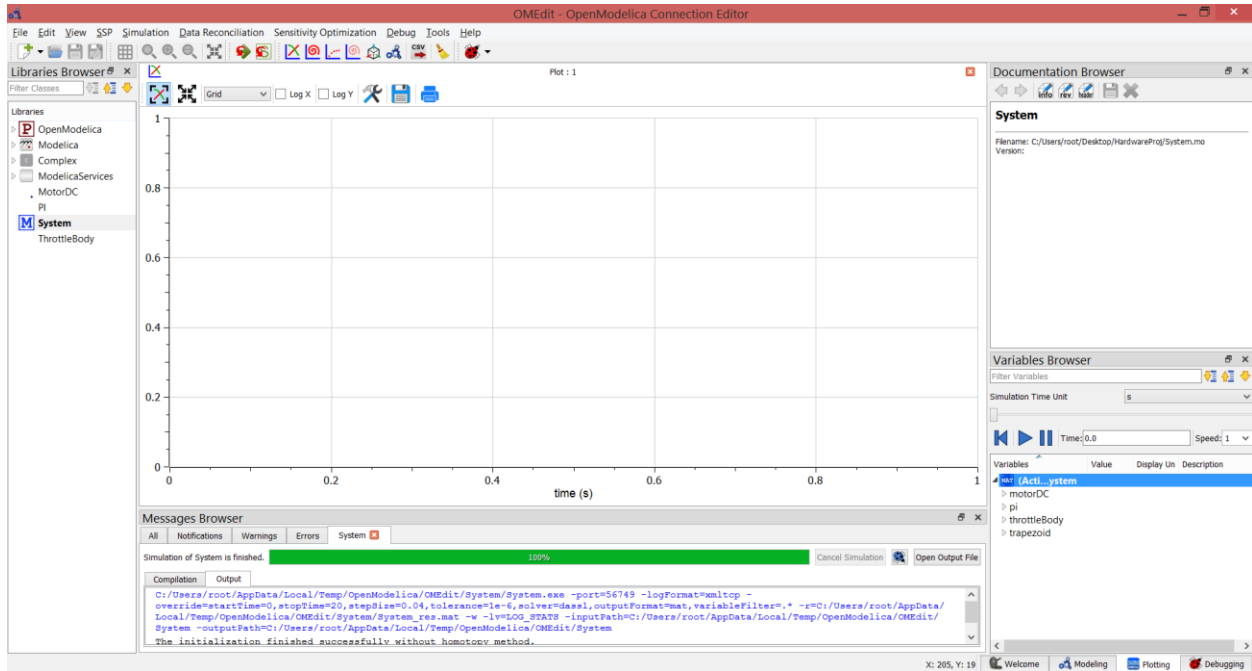 OMEdit - OpenModelica Connection Editor
File Edit View SSP Simulation Data Reconciliation Sensitivity Optimization Debug Tools Help
Libraries Browser
Filter Classes
Libraries
P OpenModelica
Modelica
Complex
ModelicaServices
MotorDC
PI
M System
ThrottleBody
Plot : 1
Grid
Log X Log Y
1
0.8
0.6
0.4
0.2
0
0 0.2 0.4 0.6 0.8 1
time (s)
Messages Browser
All Notifications Warnings Errors System
Simulation of System is finished. 100% Cancel Simulation Open Output File
Compilation Output
C:/Users/root/AppData/Local/Temp/OpenModelica/OMEdit/System/System.exe -port=56749 -logFormat=xmltcp -
override=startTime=0,stopTime=20,stepSize=0.04,tolerance=1e-6,solver=dassl,outputFormat=mat,variableFilter=.* -r=C:/Users/root/AppData/
Local/Temp/OpenModelica/OMEdit/System/System_res.mat -w -lv=LOG_STATS -inputPath=C:/Users/root/AppData/Local/Temp/OpenModelica/OMEdit/
System -outputPath=C:/Users/root/AppData/Local/Temp/OpenModelica/OMEdit/System
The initialization finished successfully without homotopy method.
Documentation Browser
info rev. head
System
Filename: C:/Users/root/Desktop/HardwareProj/System.mo
Version:
Variables Browser
Filter Variables
Simulation Time Unit s
Time: 0.0 Speed: 1
Variables Value Display Un Description
MAT (Acti...ystem
motorDC
pi
throttleBody
trapezoid
X: 205, Y: 19 Welcome Modeling Plotting Debugging